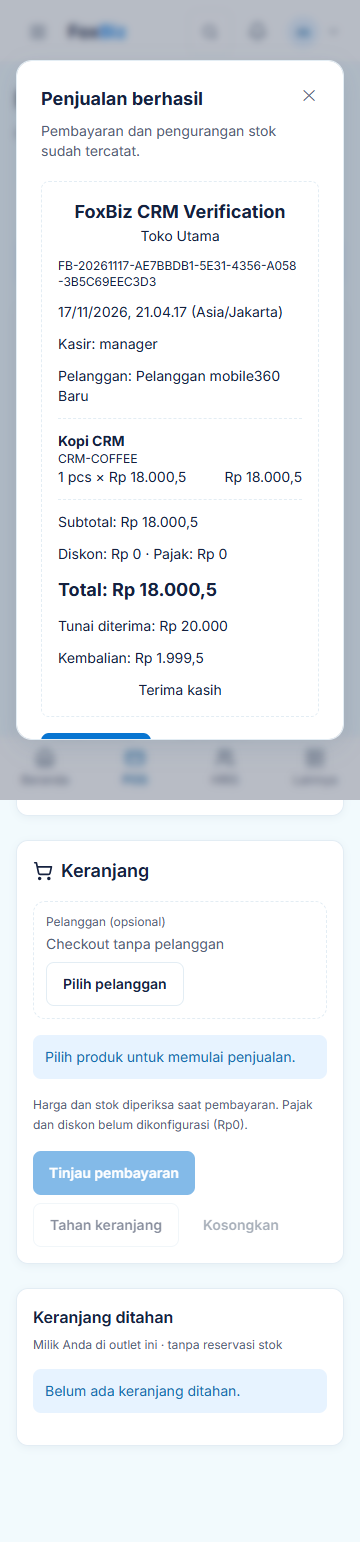 FoxBiz
Penjualan berhasil
Pembayaran dan pengurangan stok
sudah tercatat.
FoxBiz CRM Verification
Toko Utama
FB-20261117-AE7BBDB1-5E31-4356-A058
-3B5C69EEC3D3
17/11/2026, 21.04.17 (Asia/Jakarta)
Kasir: manager
Pelanggan: Pelanggan mobile360
Baru
Kopi CRM
CRM-COFFEE
1 pcs × Rp 18.000,5 Rp 18.000,5
Subtotal: Rp 18.000,5
Diskon: Rp 0 · Pajak: Rp 0
Total: Rp 18.000,5
Tunai diterima: Rp 20.000
Kembalian: Rp 1.999,5
Terima kasih
Keranjang
Pelanggan (opsional)
Checkout tanpa pelanggan
Pilih pelanggan
Pilih produk untuk memulai penjualan.
Harga dan stok diperiksa saat pembayaran. Pajak
dan diskon belum dikonfigurasi (Rp0).
Tinjau pembayaran
Tahan keranjang Kosongkan
Keranjang ditahan
Milik Anda di outlet ini · tanpa reservasi stok
Belum ada keranjang ditahan.